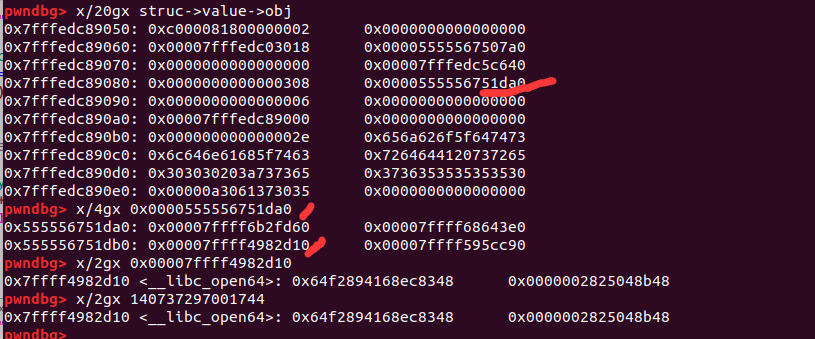 pwndbg> x/20gx struc->value->obj
0x7fffedc89050: 0xc000081800000002 0x0000000000000000
0x7fffedc89060: 0x00007fffedc03018 0x00005555567507a0
0x7fffedc89070: 0x0000000000000000 0x00007fffedc5c640
0x7fffedc89080: 0x0000000000000308 0x0000555556751da0
0x7fffedc89090: 0x0000000000000006 0x0000000000000000
0x7fffedc890a0: 0x00007fffedc89000 0x0000000000000000
0x7fffedc890b0: 0x000000000000002e 0x656a626f5f647473
0x7fffedc890c0: 0x6c646e61685f7463 0x7264644120737265
0x7fffedc890d0: 0x303030203a737365 0x3736353535353530
0x7fffedc890e0: 0x00000a3061373035 0x0000000000000000
pwndbg> x/4gx 0x0000555556751da0
0x555556751da0: 0x00007ffff6b2fd60 0x00007ffff68643e0
0x555556751db0: 0x00007ffff4982d10 0x00007ffff595cc90
pwndbg> x/2gx 0x00007ffff4982d10
0x7ffff4982d10 <__libc_open64>: 0x64f2894168ec8348 0x0000002825048b48
pwndbg> x/2gx 140737297001744
0x7ffff4982d10 <__libc_open64>: 0x64f2894168ec8348 0x0000002825048b48
pwndbg>